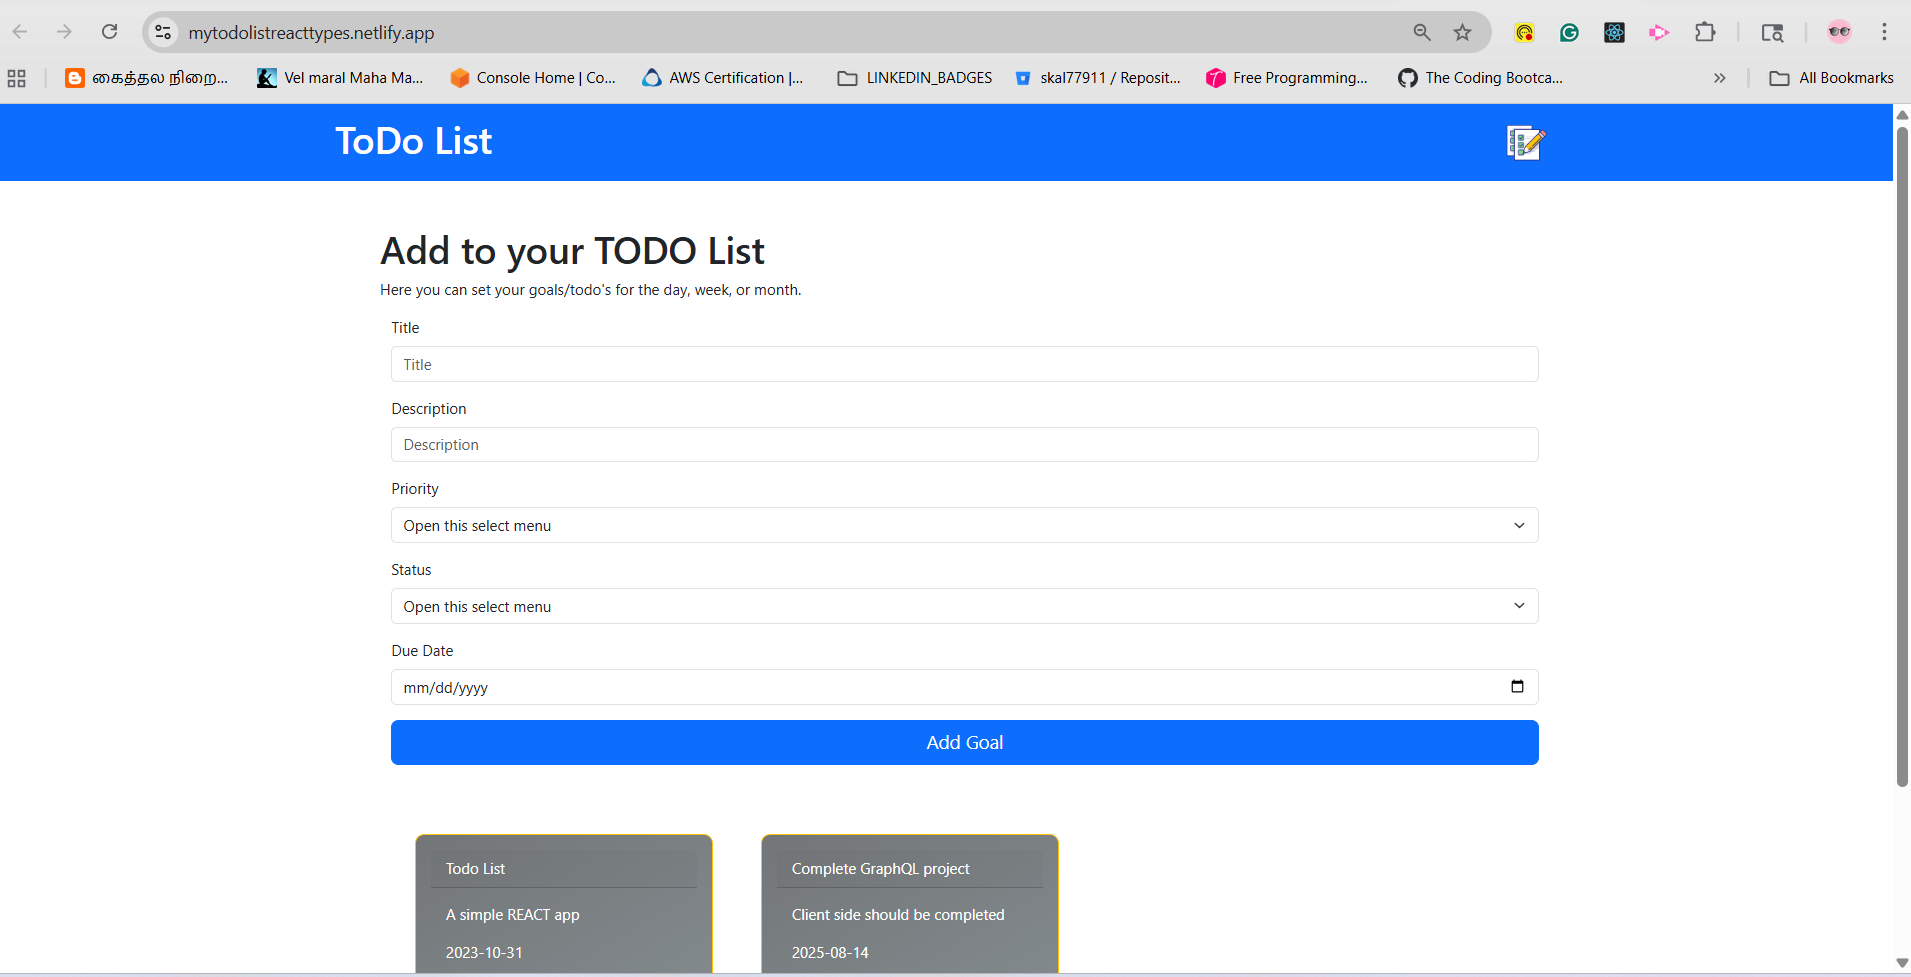 mytodolistreacttypes.netlify.app
கைத்தல நிறை...
Vel maral Maha Ma...
Console Home | Co...
AWS Certification |...
LINKEDIN_BADGES
skal77911 / Reposit...
Free Programming...
The Coding Bootca...
All Bookmarks
ToDo List
Add to your TODO List
Here you can set your goals/todo's for the day, week, or month.
Title
Title
Description
Description
Priority
Open this select menu
Status
Open this select menu
Due Date
mm/dd/yyyy
Add Goal
Todo List
A simple REACT app
2023-10-31
Complete GraphQL project
Client side should be completed
2025-08-14